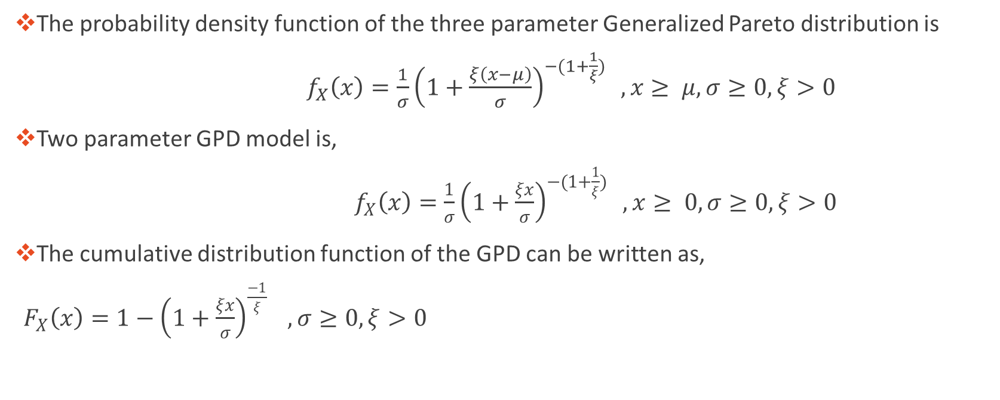 ❖The probability density function of the three parameter Generalized Pareto distribution is
$f_X(x) = \frac{1}{\sigma}\left(1 + \frac{\xi(x-\mu)}{\sigma}\right)^{-(1+\frac{1}{\xi})}$ , $x \geq \mu, \sigma \geq 0, \xi > 0$
❖Two parameter GPD model is,
$f_X(x) = \frac{1}{\sigma}\left(1 + \frac{\xi x}{\sigma}\right)^{-(1+\frac{1}{\xi})}$ , $x \geq 0, \sigma \geq 0, \xi > 0$
❖The cumulative distribution function of the GPD can be written as,
$F_X(x) = 1 - \left(1 + \frac{\xi x}{\sigma}\right)^{\frac{-1}{\xi}}$ , $\sigma \geq 0, \xi > 0$